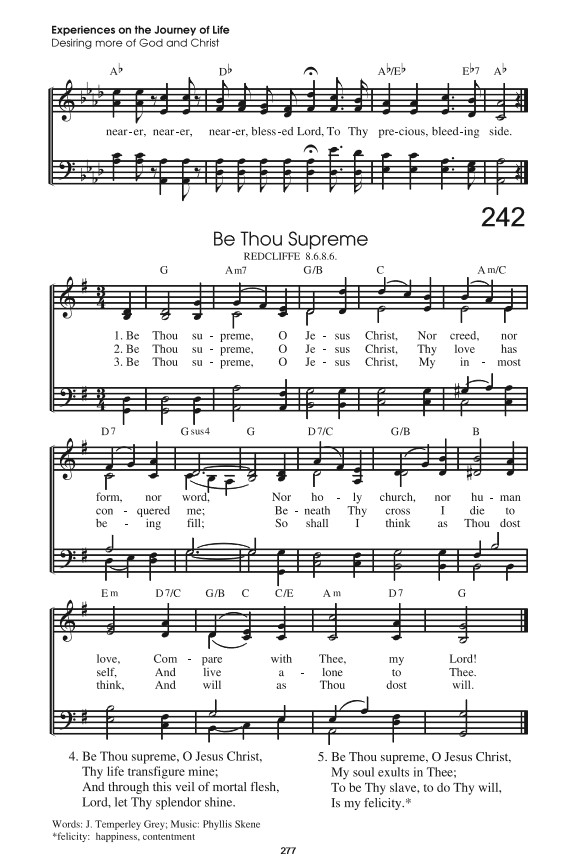 Experiences on the Journey of Life
Desiring more of God and Christ
A♭ D♭ A♭/E♭ E♭7 A♭
near-er, near-er, near-er, bless-ed Lord, To Thy pre-cious, bleed-ing side.
242
Be Thou Supreme
REDCLIFFE 8.6.8.6.
G Am7 G/B C Am/C
1. Be Thou su - preme, O Je - sus Christ, Nor creed, nor
2. Be Thou su - preme, O Je - sus Christ, Thy love has
3. Be Thou su - preme, O Je - sus Christ, My in - most
D7 Gsus4 G D7/C G/B B
form, nor word, Nor ho - ly church, nor hu - man
con - quered me; Be - neath Thy cross I die to
be - ing fill; So shall I think as Thou dost
Em D7/C G/B C C/E Am D7 G
love, Com - pare with Thee, my Lord!
self, And live a - lone to Thee.
think, And will as Thou dost will.
4. Be Thou supreme, O Jesus Christ,
Thy life transfigure mine;
And through this veil of mortal flesh,
Lord, let Thy splendor shine.
5. Be Thou supreme, O Jesus Christ,
My soul exults in Thee;
To be Thy slave, to do Thy will,
Is my felicity.*
Words: J. Temperley Grey; Music: Phyllis Skene
*felicity: happiness, contentment
277